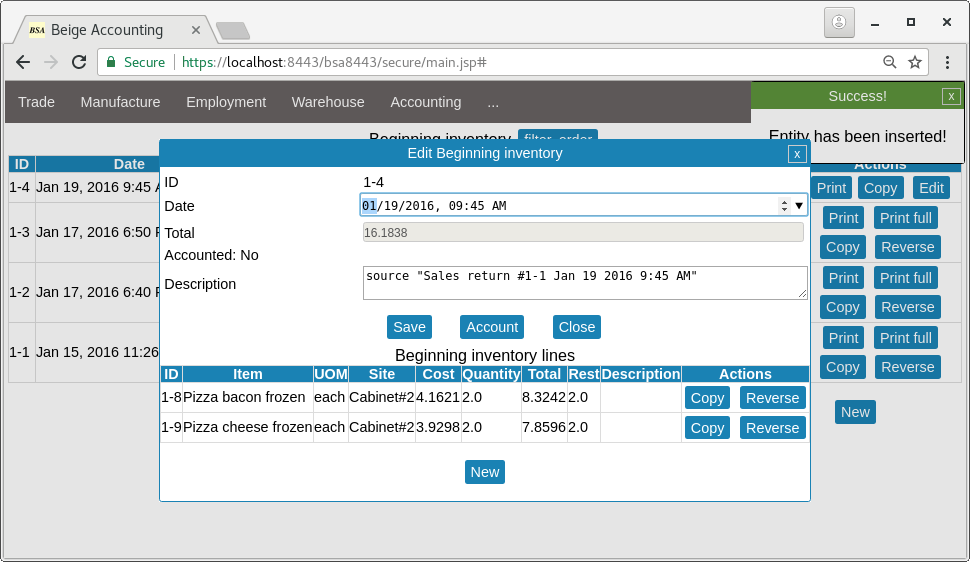 BSA Beige Accounting
Secure https://localhost:8443/bsa8443/secure/main.jsp#
Trade Manufacture Employment Warehouse Accounting ...
Success! x
Entity has been inserted!
Beginning inventory filter, order
ID Date Actions
1-4 Jan 19, 2016 9:45 Print Copy Edit
1-3 Jan 17, 2016 6:50 Print Print full
Copy Reverse
1-2 Jan 17, 2016 6:40 Print Print full
Copy Reverse
1-1 Jan 15, 2016 11:26 Print Print full
Copy Reverse
New
Edit Beginning inventory x
ID 1-4
Date 01/19/2016, 09:45 AM
Total 16.1838
Accounted: No
Description source "Sales return #1-1 Jan 19 2016 9:45 AM"
Save Account Close
Beginning inventory lines
ID Item UOM Site Cost Quantity Total Rest Description Actions
1-8 Pizza bacon frozen each Cabinet#2 4.1621 2.0 8.3242 2.0 Copy Reverse
1-9 Pizza cheese frozen each Cabinet#2 3.9298 2.0 7.8596 2.0 Copy Reverse
New